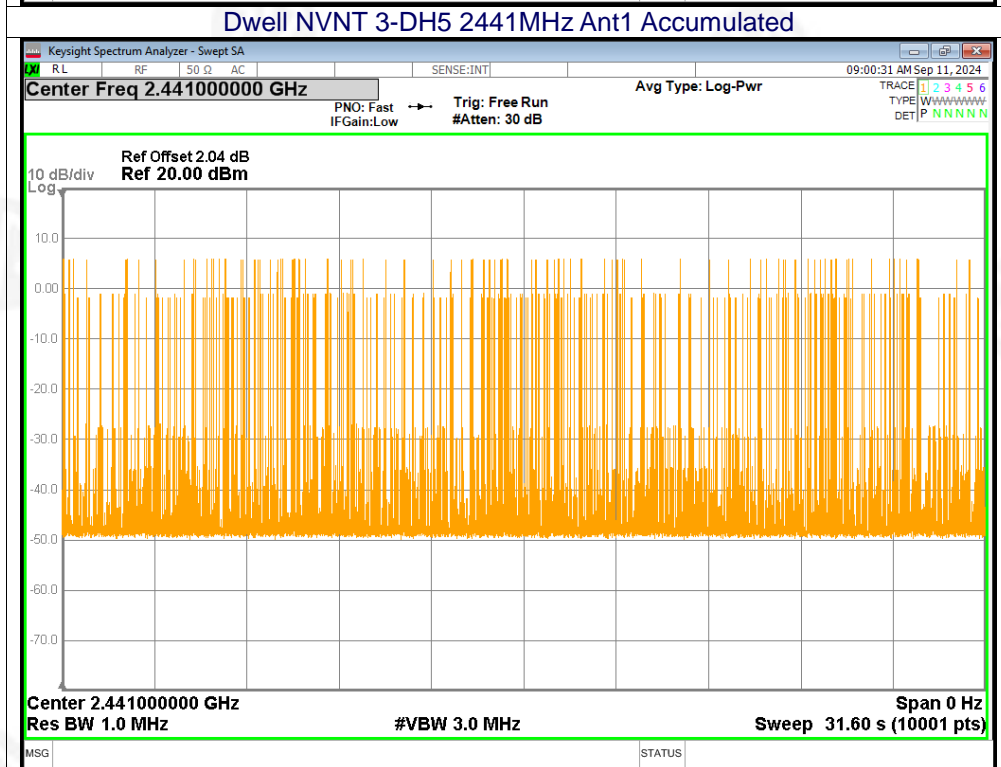 Dwell NVNT 3-DH5 2441MHz Ant1 Accumulated
Keysight Spectrum Analyzer - Swept SA
LXI RL RF 50 Ω AC SENSE:INT 09:00:31 AM Sep 11, 2024
Center Freq 2.441000000 GHz Avg Type: Log-Pwr TRACE 1 2 3 4 5 6
PNO: Fast Trig: Free Run TYPE WWWWWWW
IFGain:Low #Atten: 30 dB DET P N N N N N
Ref Offset 2.04 dB
10 dB/div Ref 20.00 dBm
Log
10.0
0.00
-10.0
-20.0
-30.0
-40.0
-50.0
-60.0
-70.0
Center 2.441000000 GHz Span 0 Hz
Res BW 1.0 MHz #VBW 3.0 MHz Sweep 31.60 s (10001 pts)
MSG STATUS